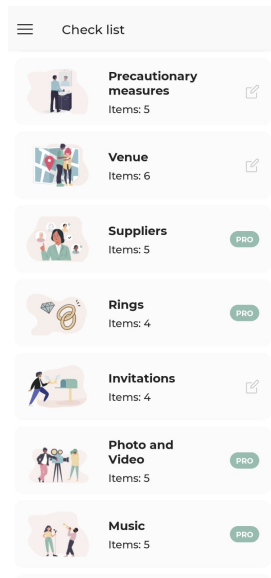 Check list
Precautionary
measures
Items: 5
Venue
Items: 6
Suppliers
Items: 5
PRO
Rings
Items: 4
PRO
Invitations
Items: 4
Photo and
Video
Items: 5
PRO
Music
Items: 5
PRO